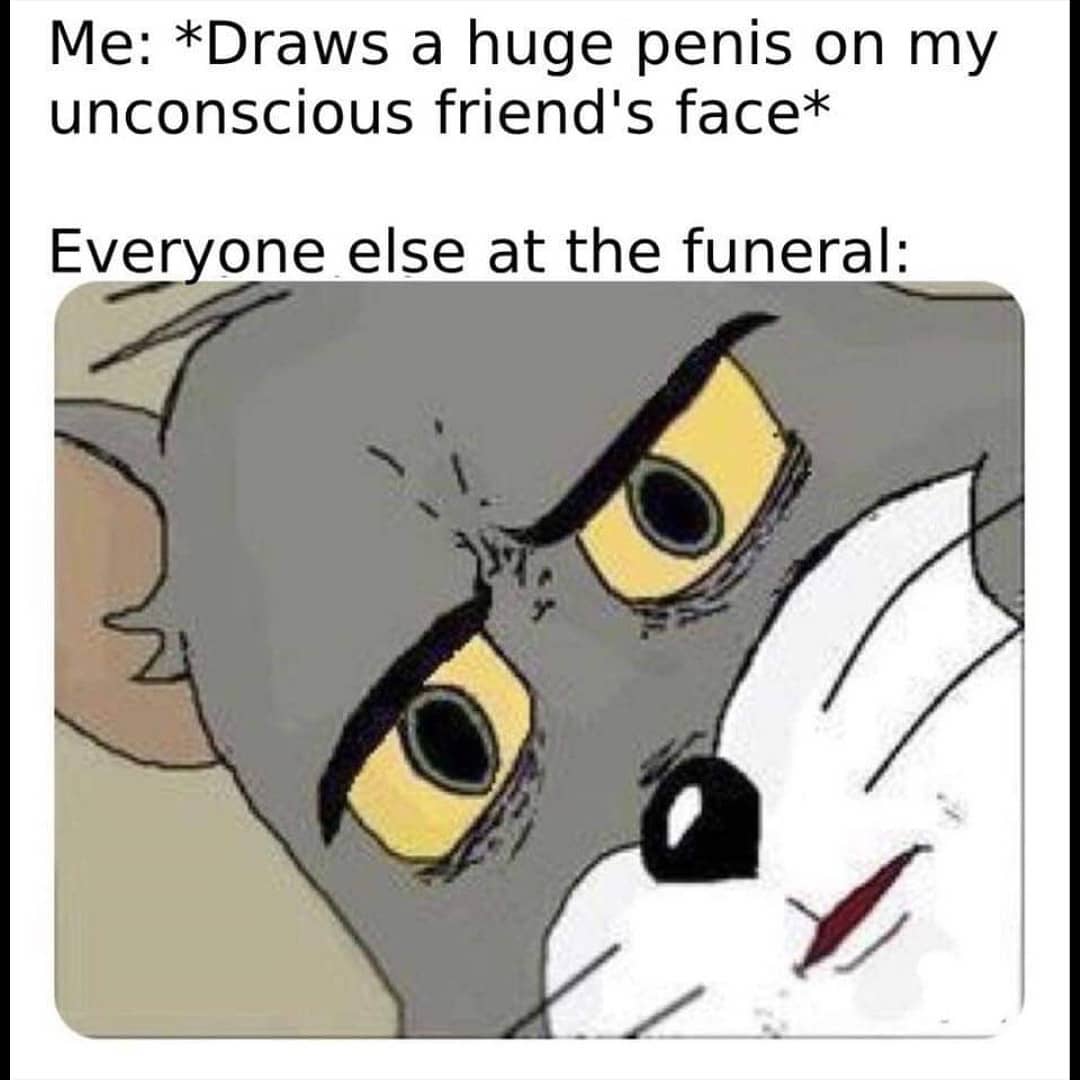 Me: *Draws a huge penis on my
unconscious friend's face*
Everyone else at the funeral: